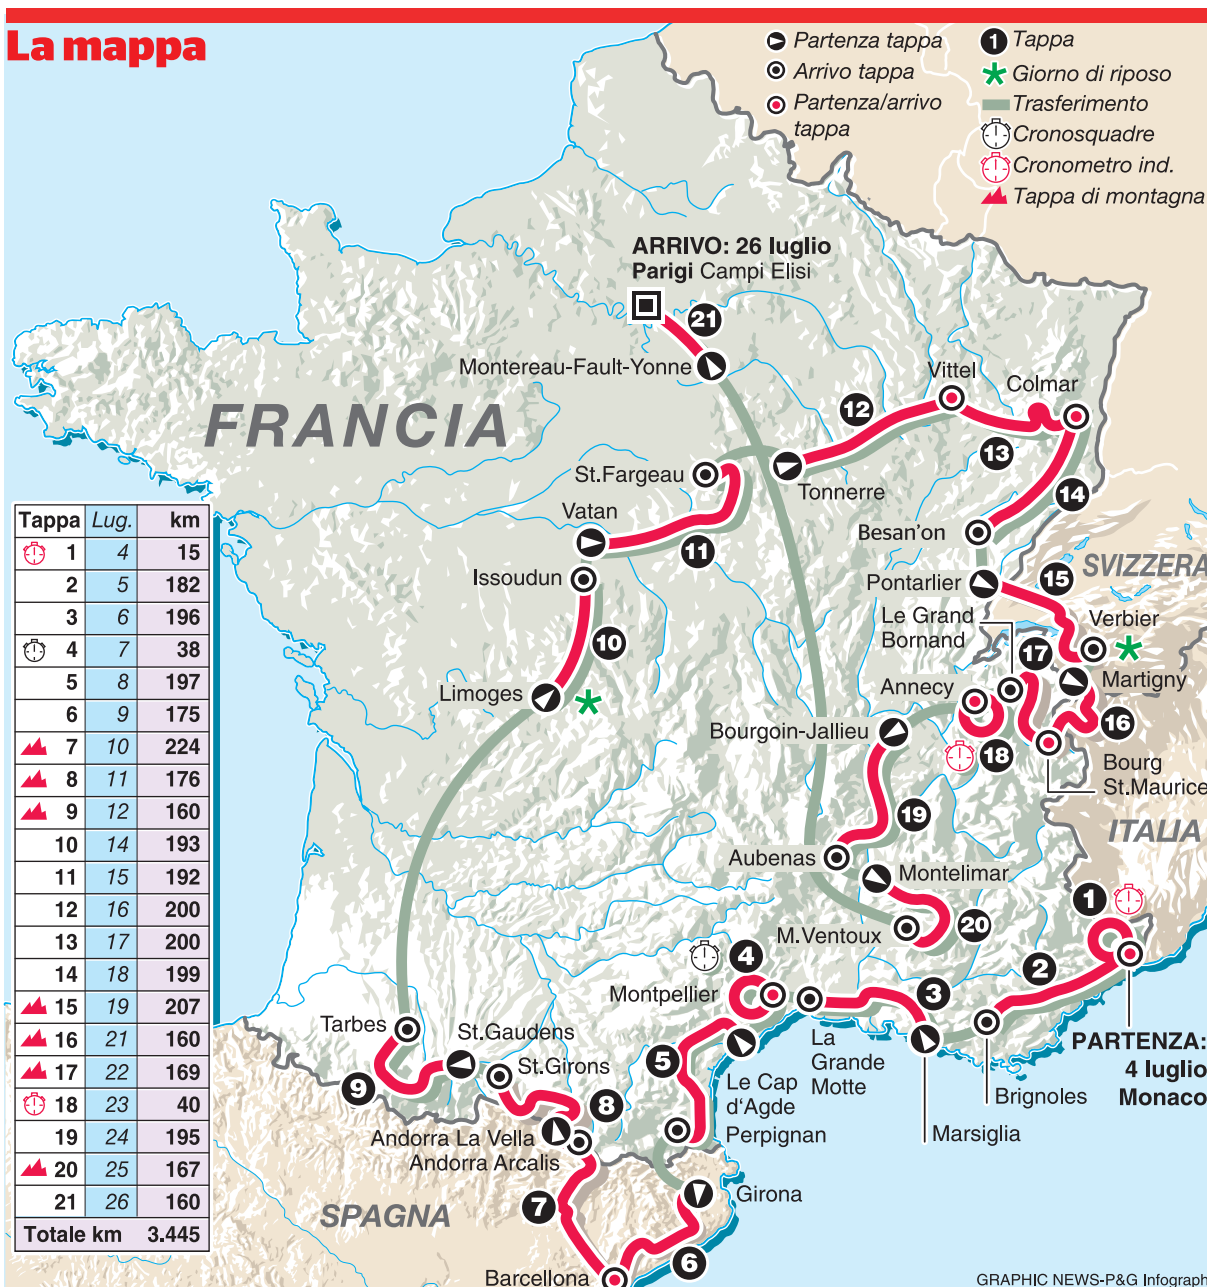 La mappa
Partenza tappa
Arrivo tappa
Partenza/arrivo
tappa
1 Tappa
Giorno di riposo
Trasferimento
Cronosquadre
Cronometro ind.
Tappa di montagna
ARRIVO: 26 luglio
Parigi Campi Elisi
21
Montereau-Fault-Yonne
Vittel
Colmar
12
13
FRANCIA
St.Fargeau
Tonnerre
14
Vatan
11
Besan'on
SVIZZERA
Issoudun
Pontarlier
15
Le Grand
Bornand
Verbier
10
17
Limoges
Annecy
Martigny
Bourgoin-Jallieu
16
18
Bourg
St.Maurice
19
ITALIA
Aubenas
Montelimar
1
M.Ventoux
20
4
2
Montpellier
3
Tarbes
St.Gaudens
St.Girons
5
La
Grande
Motte
PARTENZA:
4 luglio
Monaco
9
8
Le Cap
d'Agde
Brignoles
Andorra La Vella
Andorra Arcalis
Perpignan
Marsiglia
7
Girona
SPAGNA
6
Barcellona
Tappa Lug. km
1 4 15
2 5 182
3 6 196
4 7 38
5 8 197
6 9 175
7 10 224
8 11 176
9 12 160
10 14 193
11 15 192
12 16 200
13 17 200
14 18 199
15 19 207
16 21 160
17 22 169
18 23 40
19 24 195
20 25 167
21 26 160
Totale km 3.445
GRAPHIC NEWS-P&G Infograph